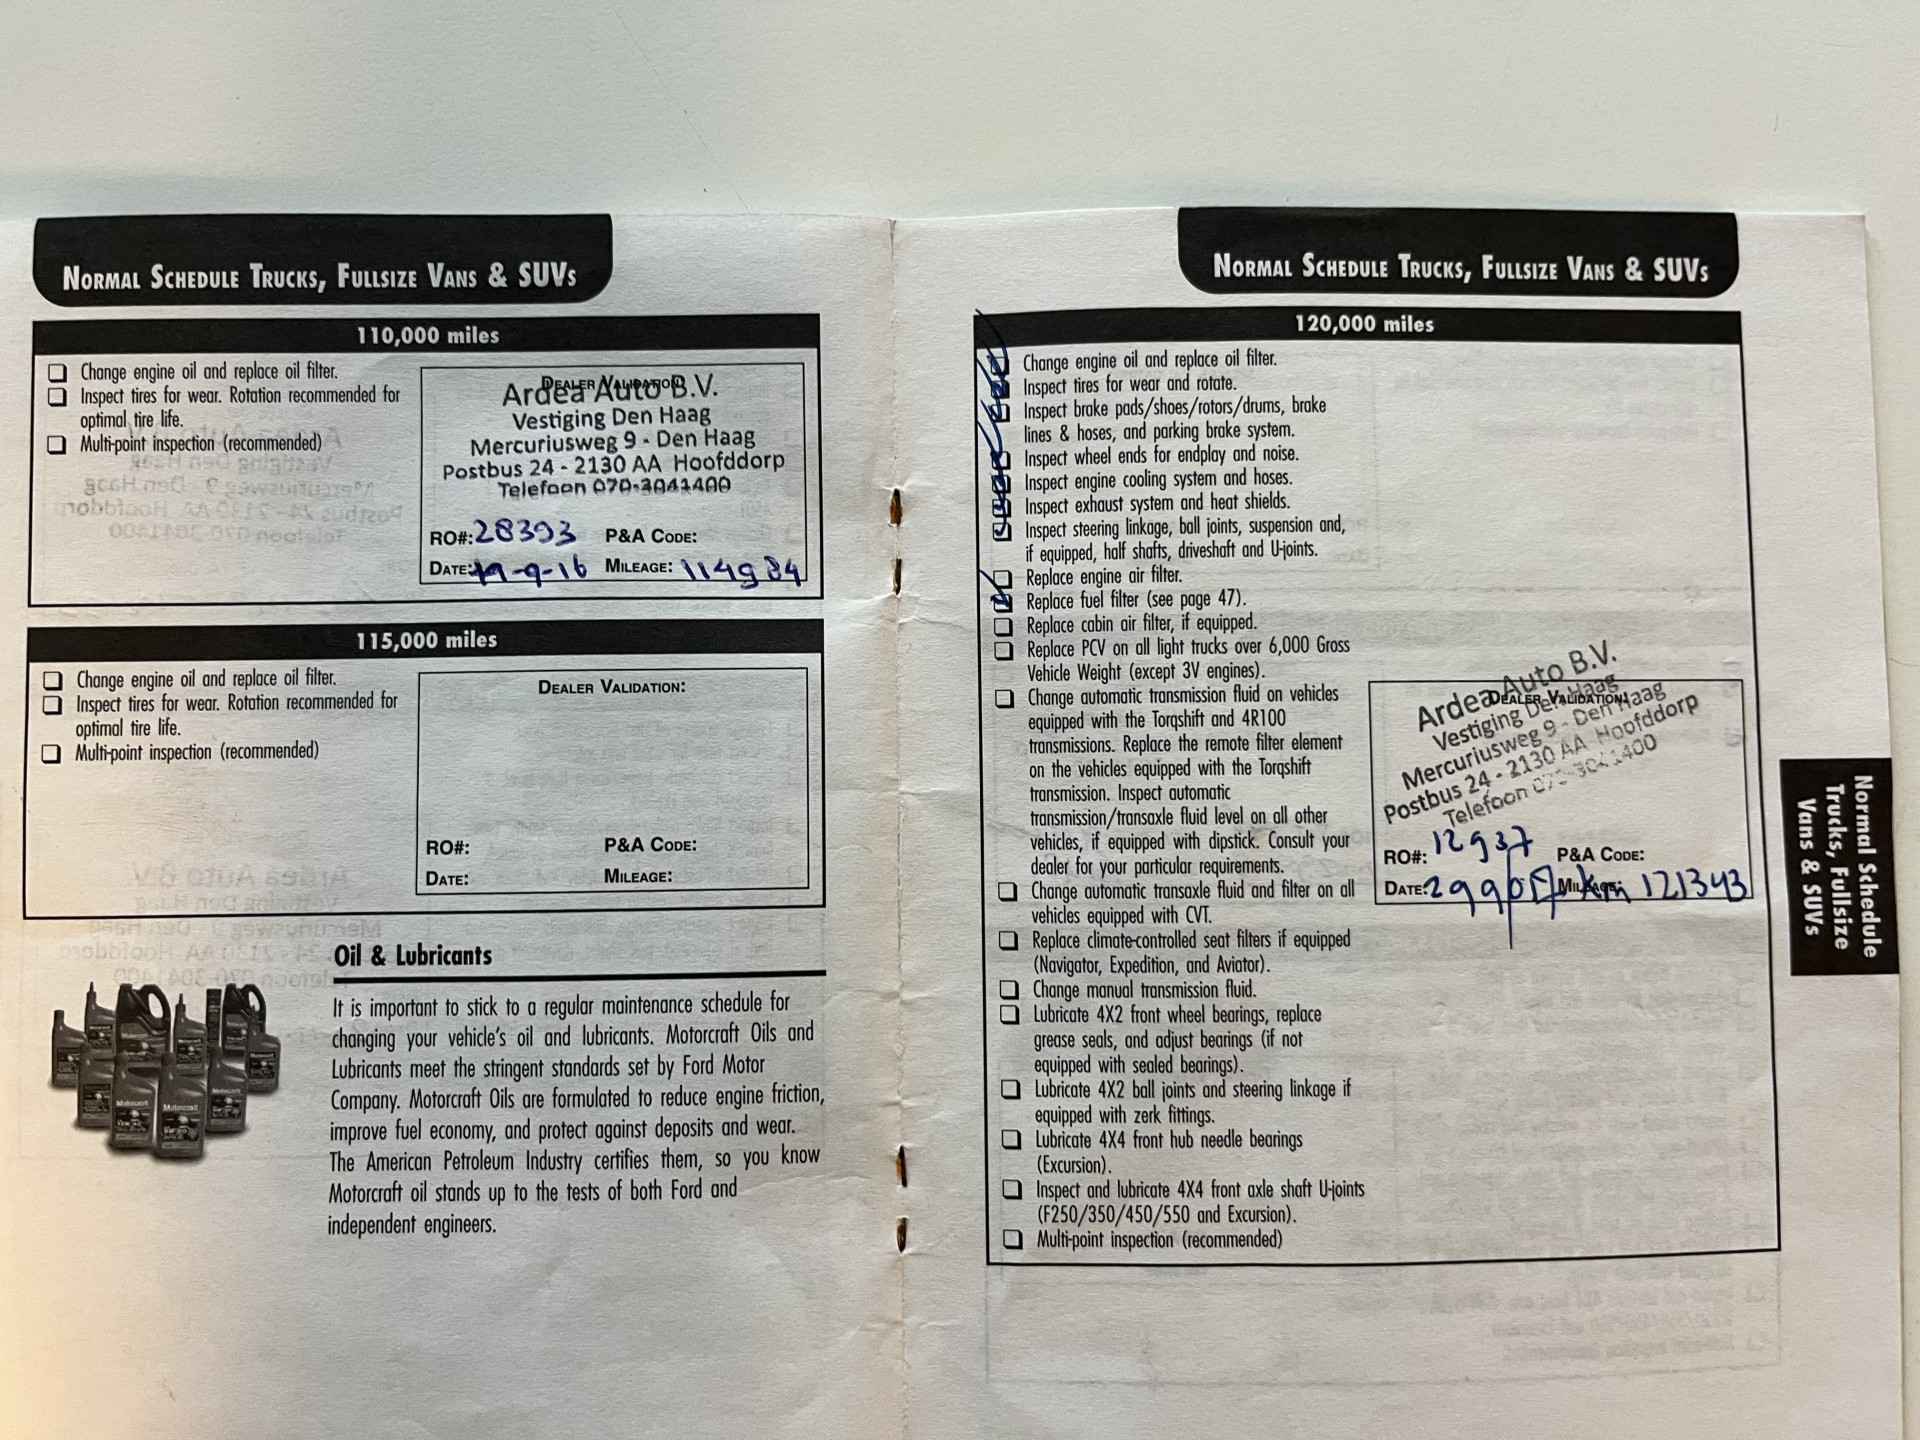 NORMAL SCHEDULE TRUCKS, FULLSIZE VANS & SUVS
110,000 miles
Change engine oil and replace oil filter.
Inspect tires for wear. Rotation recommended for
optimal tire life.
Multi-point inspection (recommended)
DEALER VALIDATION:
Ardea Auto B.V.
Vestiging Den Haag
Mercuriusweg 9 - Den Haag
Postbus 24 - 2130 AA Hoofddorp
Telefoon 070-3041400
RO#: 28393 P&A CODE:
DATE: 19-9-16 MILEAGE: 114984
115,000 miles
Change engine oil and replace oil filter.
Inspect tires for wear. Rotation recommended for
optimal tire life.
Multi-point inspection (recommended)
DEALER VALIDATION:
RO#: P&A CODE:
DATE: MILEAGE:
Oil & Lubricants
It is important to stick to a regular maintenance schedule for
changing your vehicle's oil and lubricants. Motorcraft Oils and
Lubricants meet the stringent standards set by Ford Motor
Company. Motorcraft Oils are formulated to reduce engine friction,
improve fuel economy, and protect against deposits and wear.
The American Petroleum Industry certifies them, so you know
Motorcraft oil stands up to the tests of both Ford and
independent engineers.
Motorcraft
Motorcraft
NORMAL SCHEDULE TRUCKS, FULLSIZE VANS & SUVS
120,000 miles
Change engine oil and replace oil filter.
Inspect tires for wear and rotate.
Inspect brake pads/shoes/rotors/drums, brake
lines & hoses, and parking brake system.
Inspect wheel ends for endplay and noise.
Inspect engine cooling system and hoses.
Inspect exhaust system and heat shields.
Inspect steering linkage, ball joints, suspension and,
if equipped, half shafts, driveshaft and U-joints.
Replace engine air filter.
Replace fuel filter (see page 47).
Replace cabin air filter, if equipped.
Replace PCV on all light trucks over 6,000 Gross
Vehicle Weight (except 3V engines).
Change automatic transmission fluid on vehicles
equipped with the Torqshift and 4R100
transmissions. Replace the remote filter element
on the vehicles equipped with the Torqshift
transmission. Inspect automatic
transmission/transaxle fluid level on all other
vehicles, if equipped with dipstick. Consult your
dealer for your particular requirements.
Change automatic transaxle fluid and filter on all
vehicles equipped with CVT.
Replace climate-controlled seat filters if equipped
(Navigator, Expedition, and Aviator).
Change manual transmission fluid.
Lubricate 4X2 front wheel bearings, replace
grease seals, and adjust bearings (if not
equipped with sealed bearings).
Lubricate 4X2 ball joints and steering linkage if
equipped with zerk fittings.
Lubricate 4X4 front hub needle bearings
(Excursion).
Inspect and lubricate 4X4 front axle shaft U-joints
(F250/350/450/550 and Excursion).
Multi-point inspection (recommended)
DEALER VALIDATION:
Ardea Auto B.V.
Vestiging Den Haag
Mercuriusweg 9 - Den Haag
Postbus 24 - 2130 AA Hoofddorp
Telefoon 070-3041400
RO#: 12937 P&A CODE:
DATE: MILEAGE: km 121343
Normal Schedule
Trucks, Fullsize
Vans & SUVs